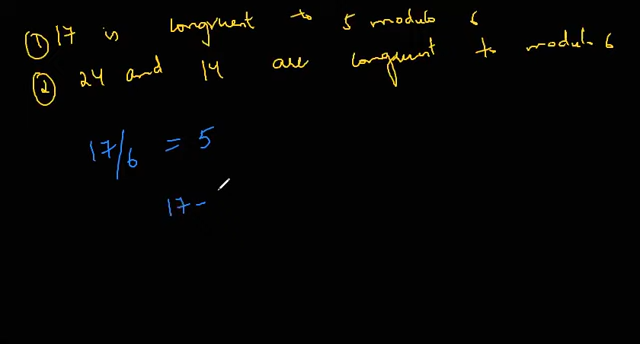 ① 17 is congruent to 5 modulo 6
② 24 and 14 are congruent to modulo 6
17/6 = 5
17-